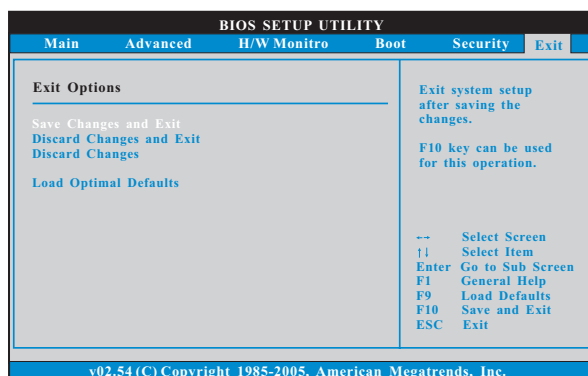 BIOS SETUP UTILITY
Main Advanced H/W Monitro Boot Security Exit
Exit Options
Save Changes and Exit
Discard Changes and Exit
Discard Changes
Load Optimal Defaults
Exit system setup
after saving the
changes.
F10 key can be used
for this operation.
←→ Select Screen
↑↓ Select Item
Enter Go to Sub Screen
F1 General Help
F9 Load Defaults
F10 Save and Exit
ESC Exit
v02.54 (C) Copyright 1985-2005, American Megatrends, Inc.